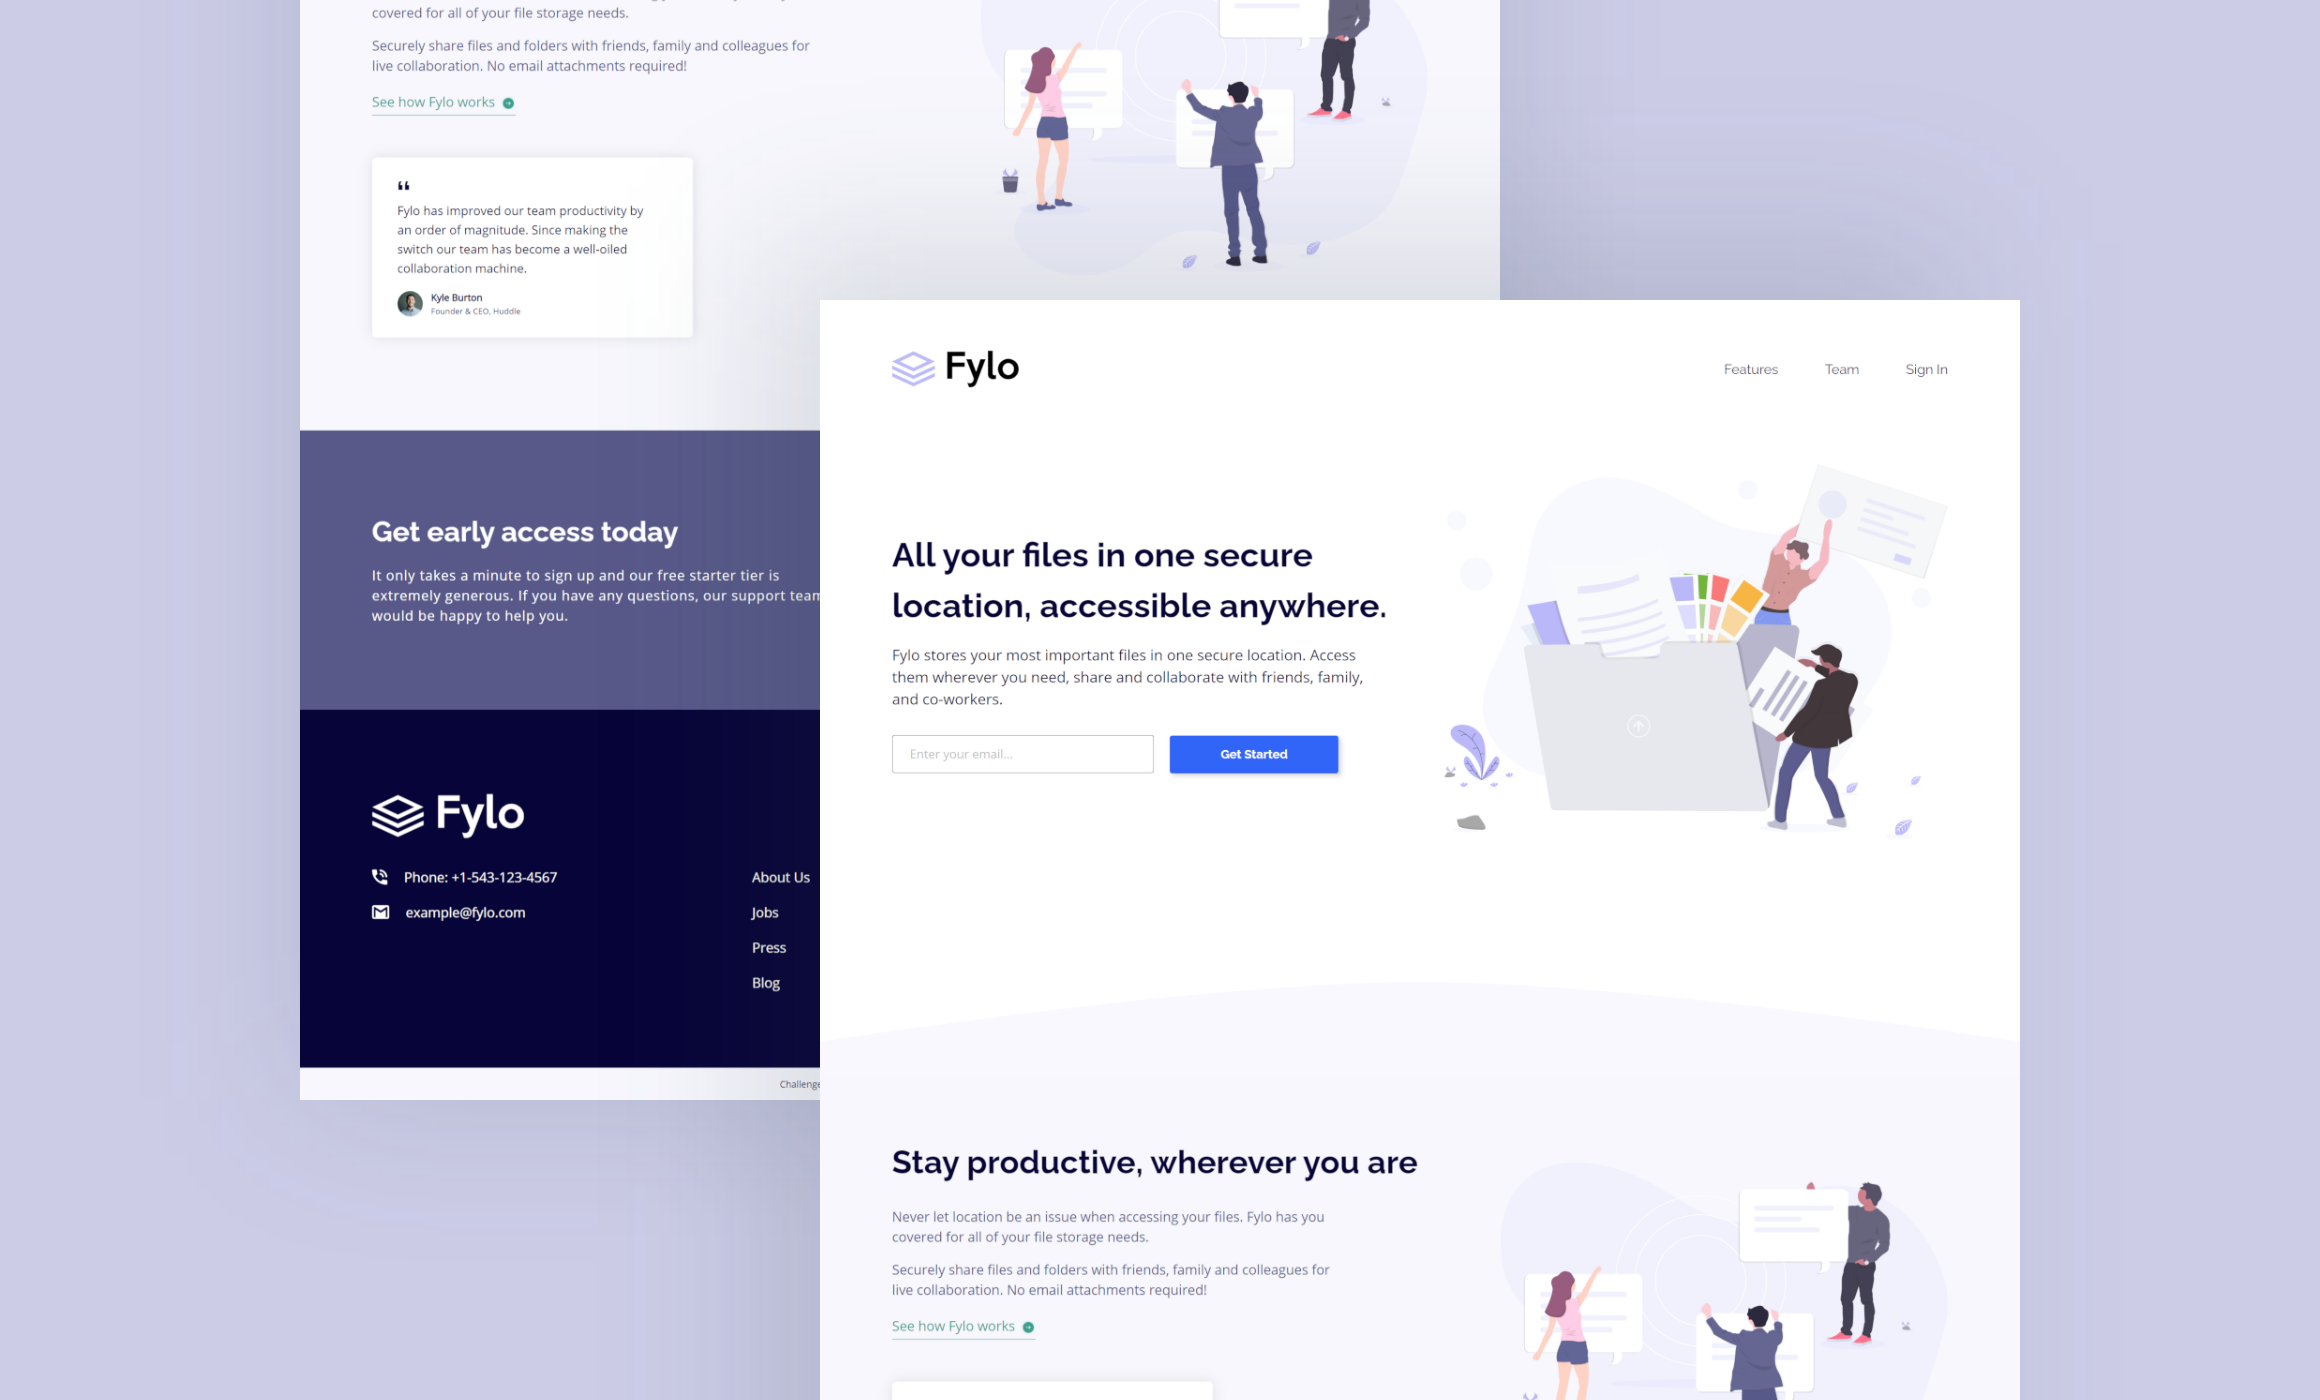 covered for all of your file storage needs.
Securely share files and folders with friends, family and colleagues for
live collaboration. No email attachments required!
See how Fylo works
“
Fylo has improved our team productivity by
an order of magnitude. Since making the
switch our team has become a well-oiled
collaboration machine.
Kyle Burton
Founder & CEO, Huddle
Get early access today
It only takes a minute to sign up and our free starter tier is
extremely generous. If you have any questions, our support team
would be happy to help you.
Fylo
Phone: +1-543-123-4567
example@fylo.com
About Us
Jobs
Press
Blog
Challenge
Fylo
Features
Team
Sign In
All your files in one secure
location, accessible anywhere.
Fylo stores your most important files in one secure location. Access
them wherever you need, share and collaborate with friends, family,
and co-workers.
Enter your email...
Get Started
Stay productive, wherever you are
Never let location be an issue when accessing your files. Fylo has you
covered for all of your file storage needs.
Securely share files and folders with friends, family and colleagues for
live collaboration. No email attachments required!
See how Fylo works